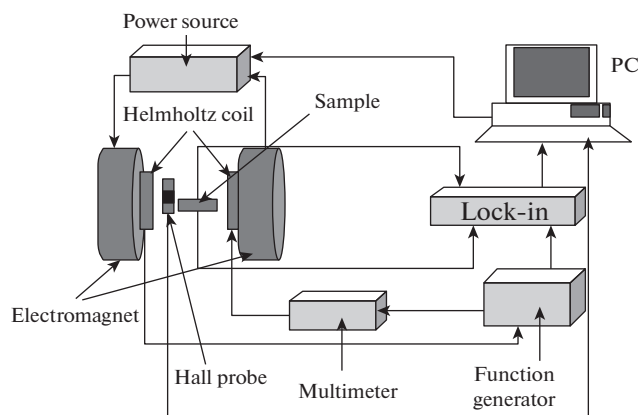 Power source
PC
Helmholtz coil
Sample
Lock-in
Electromagnet
Hall probe
Multimeter
Function
generator